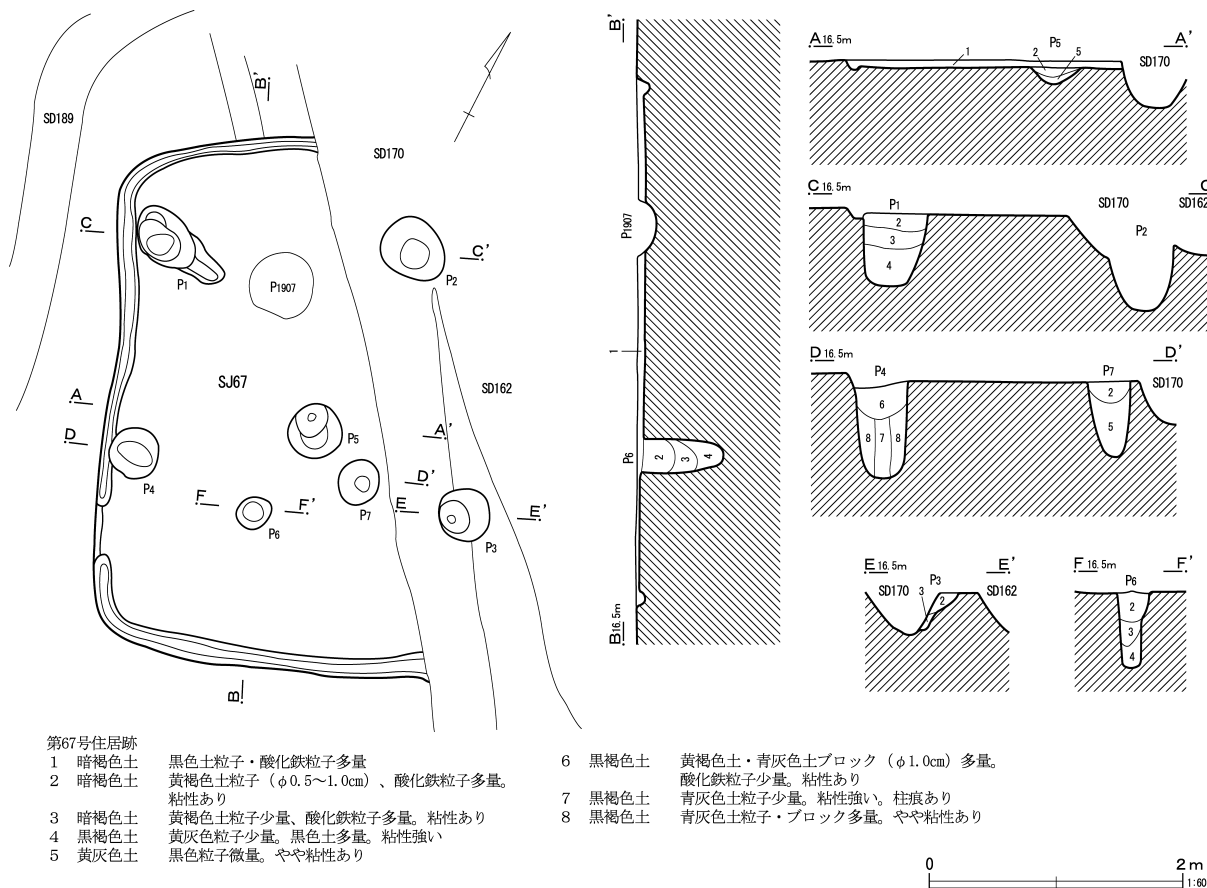 SD189
B'
SD170
C
C'
P1
P2
P1907
SJ67
SD162
A
A'
D
D'
P5
P4
P7
F
F'
E
E'
P6
P3
B
B'
P1907
1
P6
2 3 4
B 16.5m
A 16.5m
P5
A'
1
2
5
SD170
C 16.5m
P1
SD170
SD162
P2
2
3
4
D 16.5m
P4
P7
D'
SD170
6
8 7 8
2
5
E 16.5m
P3
E'
SD170
3
2
SD162
F 16.5m
P6
F'
2
3
4
第67号住居跡
1 暗褐色土 黒色土粒子・酸化鉄粒子多量
2 暗褐色土 黄褐色土粒子(φ0.5~1.0cm)、酸化鉄粒子多量。
粘性あり
3 暗褐色土 黄褐色土粒子少量、酸化鉄粒子多量。粘性あり
4 黒褐色土 黄灰色粒子少量。黒色土多量。粘性強い
5 黄灰色土 黒色粒子微量。やや粘性あり
6 黒褐色土 黄褐色土・青灰色土ブロック(φ1.0cm)多量。
酸化鉄粒子少量。粘性あり
7 黒褐色土 青灰色土粒子少量。粘性強い。柱痕あり
8 黒褐色土 青灰色土粒子・ブロック多量。やや粘性あり
0 2m
1:60